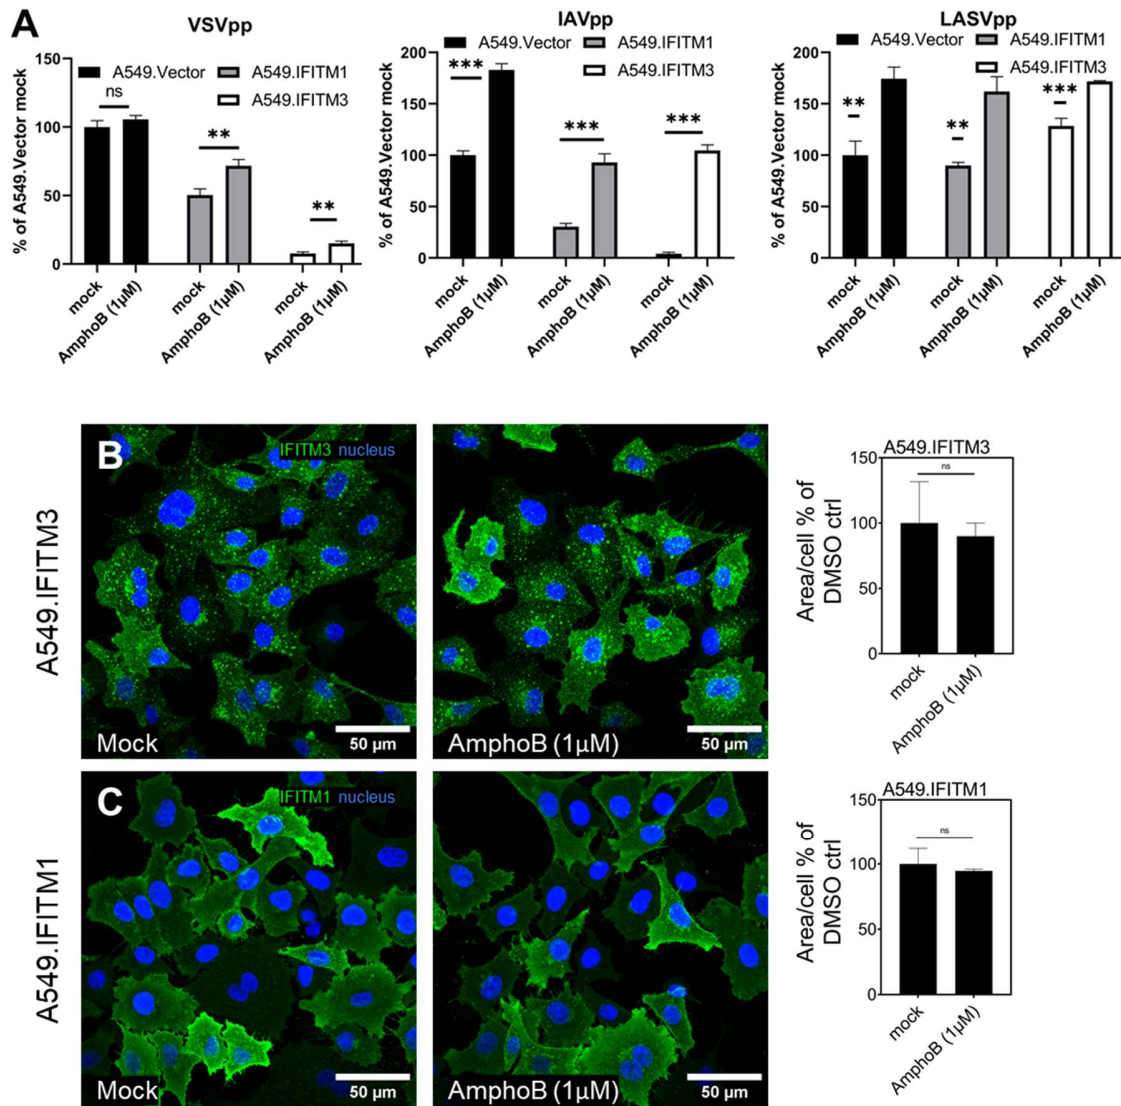 A
VSVpp
% of A549.Vector mock
150
100
50
0
A549.Vector
A549.IFITM1
A549.IFITM3
ns
**
**
mock
AmphoB (1µM)
mock
AmphoB (1µM)
mock
AmphoB (1µM)
IAVpp
% of A549.Vector mock
200
150
100
50
0
A549.Vector
A549.IFITM1
A549.IFITM3
***
***
***
mock
AmphoB (1µM)
mock
AmphoB (1µM)
mock
AmphoB (1µM)
LASVpp
% of A549.Vector mock
200
150
100
50
0
A549.Vector
A549.IFITM1
A549.IFITM3
**
**
***
mock
AmphoB (1µM)
mock
AmphoB (1µM)
mock
AmphoB (1µM)
B
A549.IFITM3
IFITM3 nucleus
Mock
50 µm
AmphoB (1µM)
50 µm
A549.IFITM3
Area/cell % of
DMSO ctrl
150
100
50
0
ns
mock
AmphoB (1µM)
C
A549.IFITM1
IFITM1 nucleus
Mock
50 µm
AmphoB (1µM)
50 µm
A549.IFITM1
Area/cell % of
DMSO ctrl
150
100
50
0
ns
mock
AmphoB (1µM)